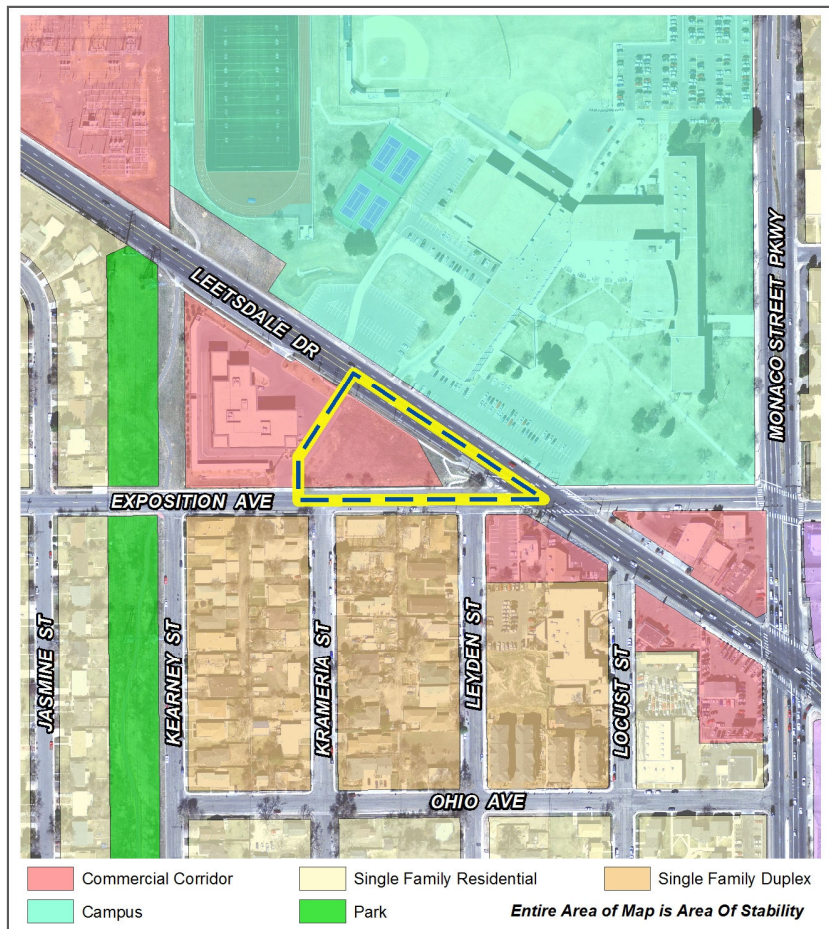 LEETSDALE DR
MONACO STREET PKWY
EXPOSITION AVE
JASMINE ST
KEARNEY ST
KRAMERIA ST
LEYDEN ST
LOCUST ST
OHIO AVE
Commercial Corridor
Single Family Residential
Single Family Duplex
Campus
Park
Entire Area of Map is Area Of Stability